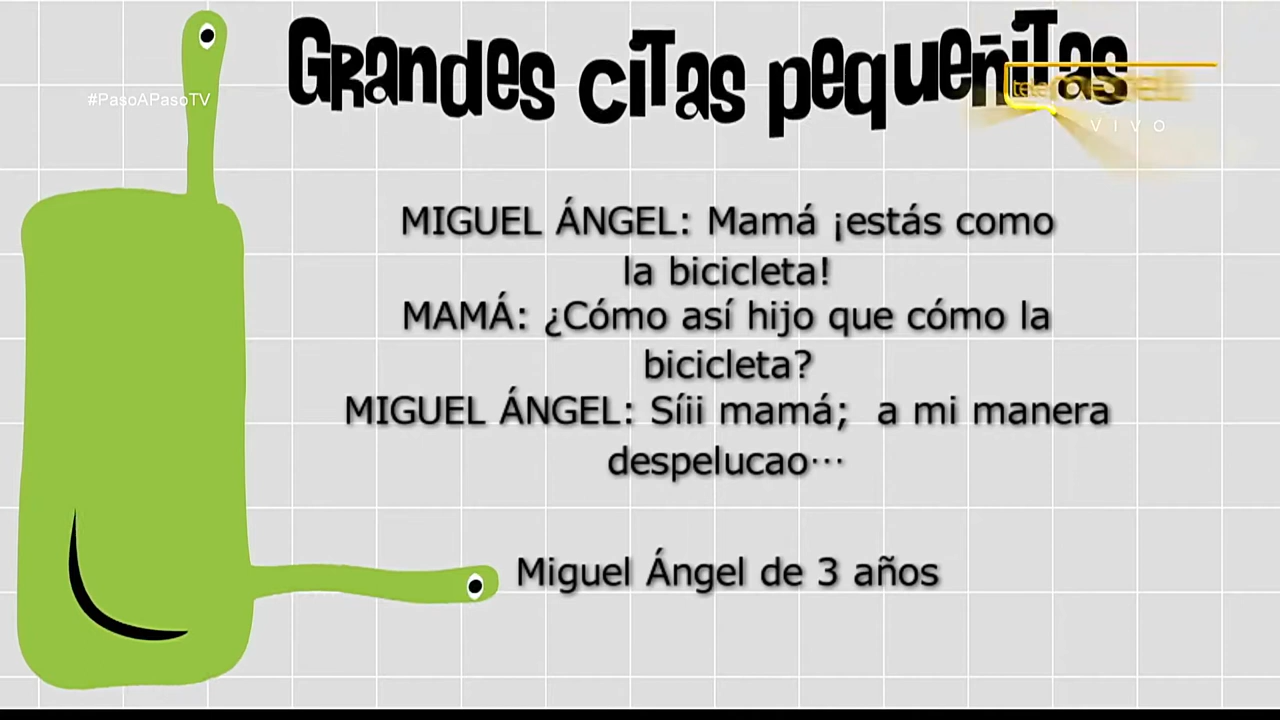 Grandes citas pequeñitas
#PasoAPasoTV
VIVO
MIGUEL ÁNGEL: Mamá ¡estás como
la bicicleta!
MAMÁ: ¿Cómo así hijo que cómo la
bicicleta?
MIGUEL ÁNGEL: Síii mamá;  a mi manera
despelucao···
Miguel Ángel de 3 años